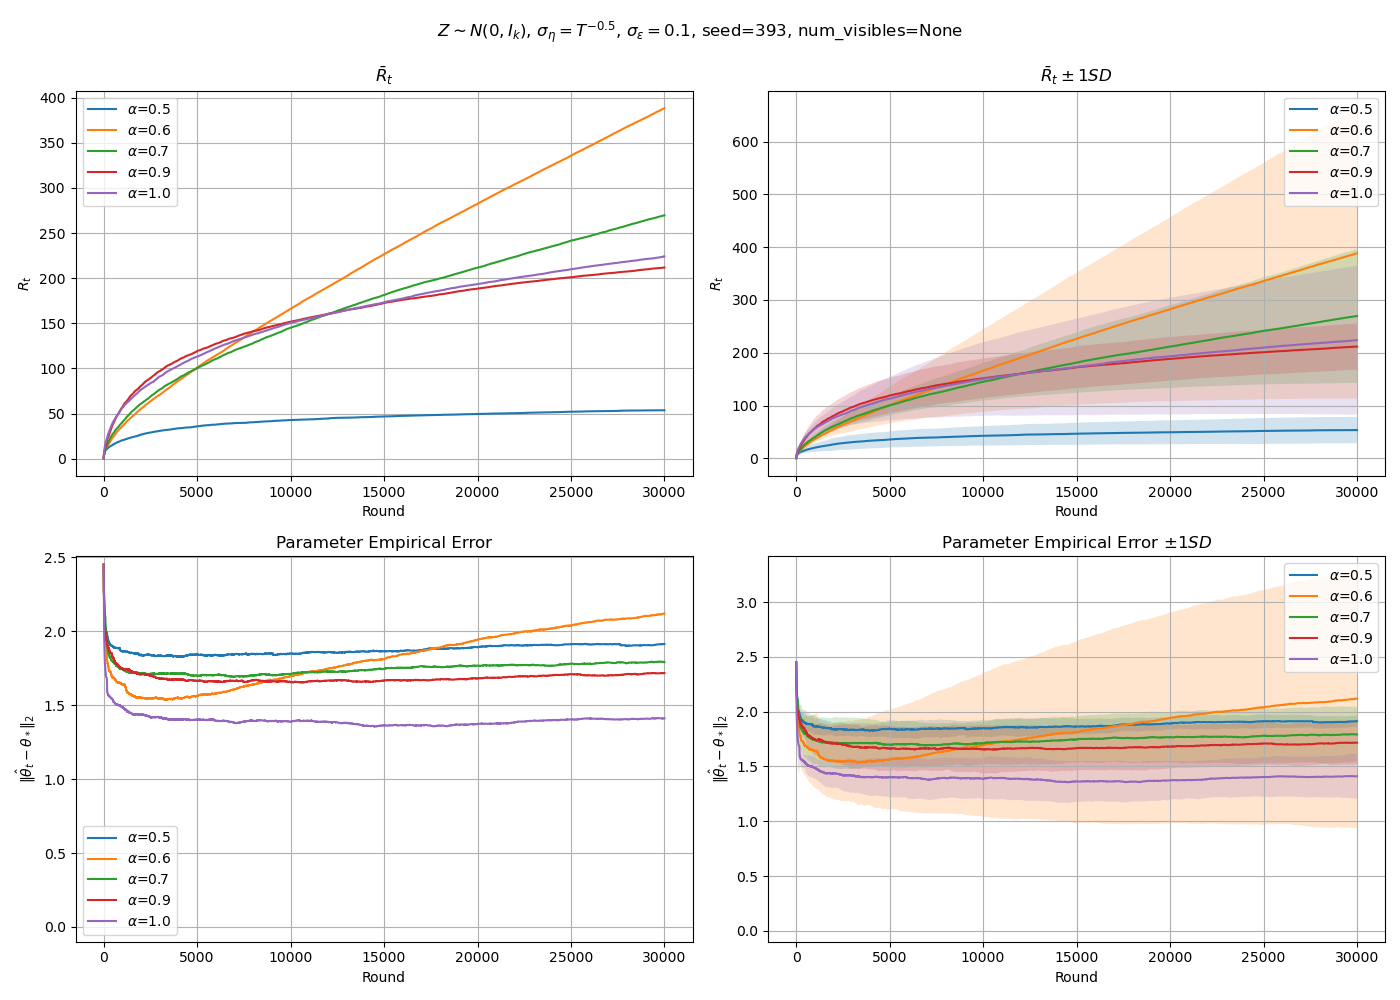 Z ~ N(0, I_k), σ_η = T^{-0.5}, σ_ε = 0.1, seed=393, num_visibles=None
R̄_t
R_t
400
350
300
250
200
150
100
50
0
α=0.5
α=0.6
α=0.7
α=0.9
α=1.0
0 5000 10000 15000 20000 25000 30000
Round
R̄_t ± 1SD
R_t
600
500
400
300
200
100
0
α=0.5
α=0.6
α=0.7
α=0.9
α=1.0
0 5000 10000 15000 20000 25000 30000
Round
Parameter Empirical Error
‖θ̂_t − θ*‖₂
2.5
2.0
1.5
1.0
0.5
0.0
α=0.5
α=0.6
α=0.7
α=0.9
α=1.0
0 5000 10000 15000 20000 25000 30000
Round
Parameter Empirical Error ±1SD
‖θ̂_t − θ*‖₂
3.0
2.5
2.0
1.5
1.0
0.5
0.0
α=0.5
α=0.6
α=0.7
α=0.9
α=1.0
0 5000 10000 15000 20000 25000 30000
Round